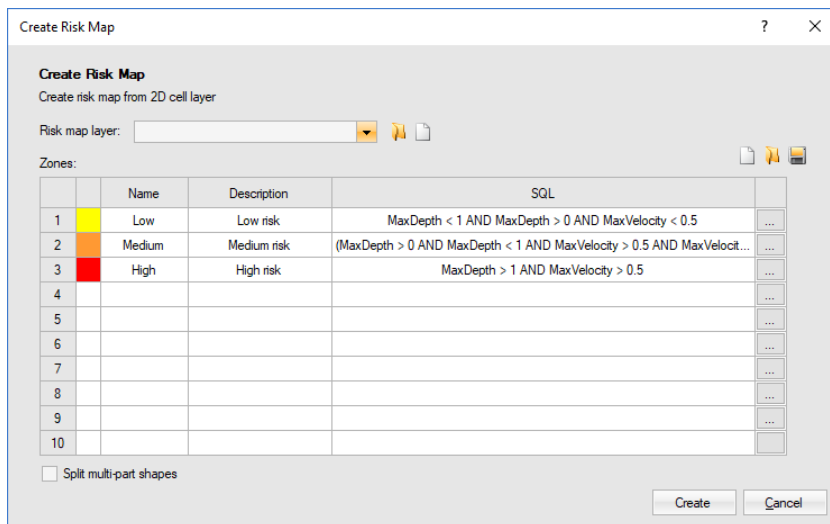 Create Risk Map ? X
Create Risk Map
Create risk map from 2D cell layer
Risk map layer:
Zones:
Name Description SQL
1 Low Low risk MaxDepth < 1 AND MaxDepth > 0 AND MaxVelocity < 0.5 ...
2 Medium Medium risk (MaxDepth > 0 AND MaxDepth < 1 AND MaxVelocity > 0.5 AND MaxVelocit... ...
3 High High risk MaxDepth > 1 AND MaxVelocity > 0.5 ...
4 ...
5 ...
6 ...
7 ...
8 ...
9 ...
10
Split multi-part shapes
Create Cancel